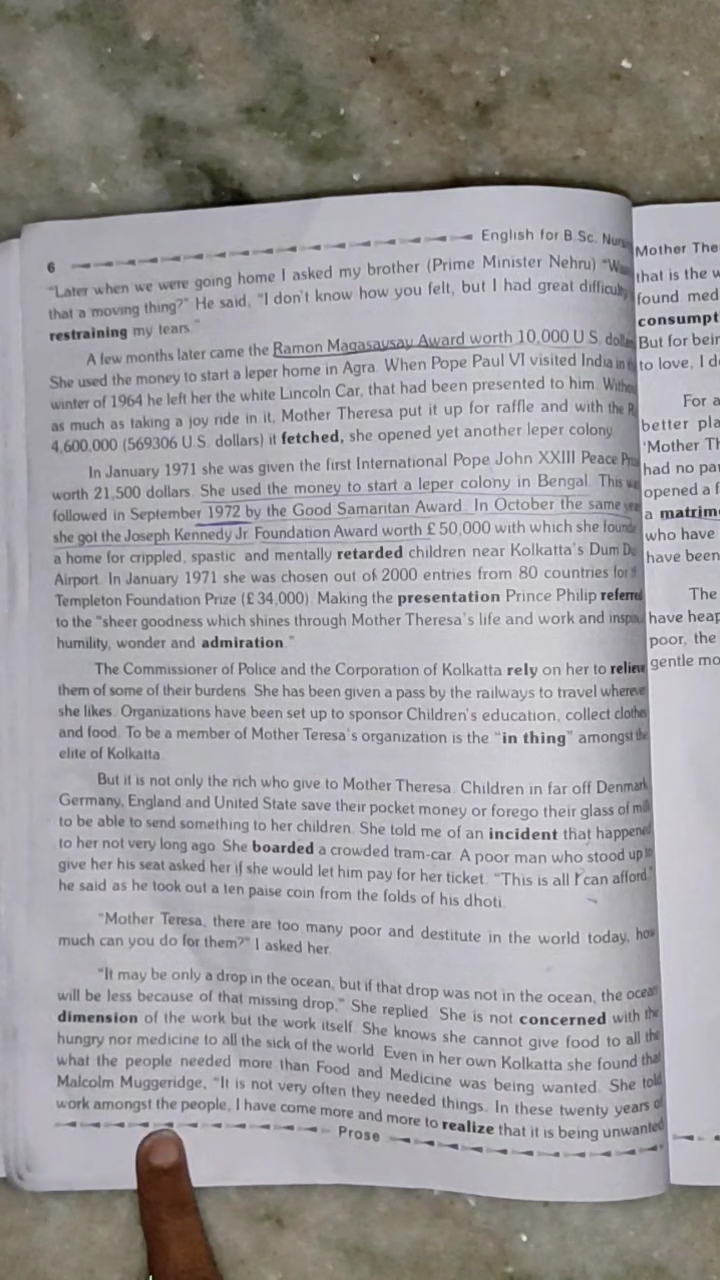 6 English for B.Sc. Nurs
"Later when we were going home I asked my brother (Prime Minister Nehru) "Was
that a moving thing?" He said, "I don't know how you felt, but I had great difficulty
restraining my tears."
A few months later came the Ramon Magasaysay Award worth 10,000 U.S. dollar
She used the money to start a leper home in Agra. When Pope Paul VI visited India in
winter of 1964 he left her the white Lincoln Car, that had been presented to him. Witho
as much as taking a joy ride in it, Mother Theresa put it up for raffle and with the R
4,600,000 (569306 U.S. dollars) it fetched, she opened yet another leper colony.
In January 1971 she was given the first International Pope John XXIII Peace Pri
worth 21,500 dollars. She used the money to start a leper colony in Bengal. This was
followed in September 1972 by the Good Samaritan Award. In October the same year
she got the Joseph Kennedy Jr. Foundation Award worth £ 50,000 with which she founde
a home for crippled, spastic and mentally retarded children near Kolkatta's Dum Du
Airport. In January 1971 she was chosen out of 2000 entries from 80 countries for
Templeton Foundation Prize (£ 34,000). Making the presentation Prince Philip referred
to the "sheer goodness which shines through Mother Theresa's life and work and inspi
humility, wonder and admiration."
The Commissioner of Police and the Corporation of Kolkatta rely on her to relieve
them of some of their burdens. She has been given a pass by the railways to travel wherever
she likes. Organizations have been set up to sponsor Children's education, collect clothes
and food. To be a member of Mother Teresa's organization is the "in thing" amongst the
elite of Kolkatta.
But it is not only the rich who give to Mother Theresa. Children in far off Denmark
Germany, England and United State save their pocket money or forego their glass of milk
to be able to send something to her children. She told me of an incident that happened
to her not very long ago. She boarded a crowded tram-car. A poor man who stood up to
give her his seat asked her if she would let him pay for her ticket. "This is all I can afford"
he said as he took out a ten paise coin from the folds of his dhoti.
"Mother Teresa, there are too many poor and destitute in the world today, how
much can you do for them?" I asked her.
"It may be only a drop in the ocean, but if that drop was not in the ocean, the ocean
will be less because of that missing drop," She replied. She is not concerned with the
dimension of the work but the work itself. She knows she cannot give food to all the
hungry nor medicine to all the sick of the world. Even in her own Kolkatta she found that
what the people needed more than Food and Medicine was being wanted. She told
Malcolm Muggeridge, "It is not very often they needed things. In these twenty years of
work amongst the people, I have come more and more to realize that it is being unwanted
Prose
Mother The
that is the w
found med
consumpt
But for bein
to love, I d
For a
better pla
'Mother Th
had no par
opened a f
a matrim
who have
have been
The
have heap
poor, the
gentle mo